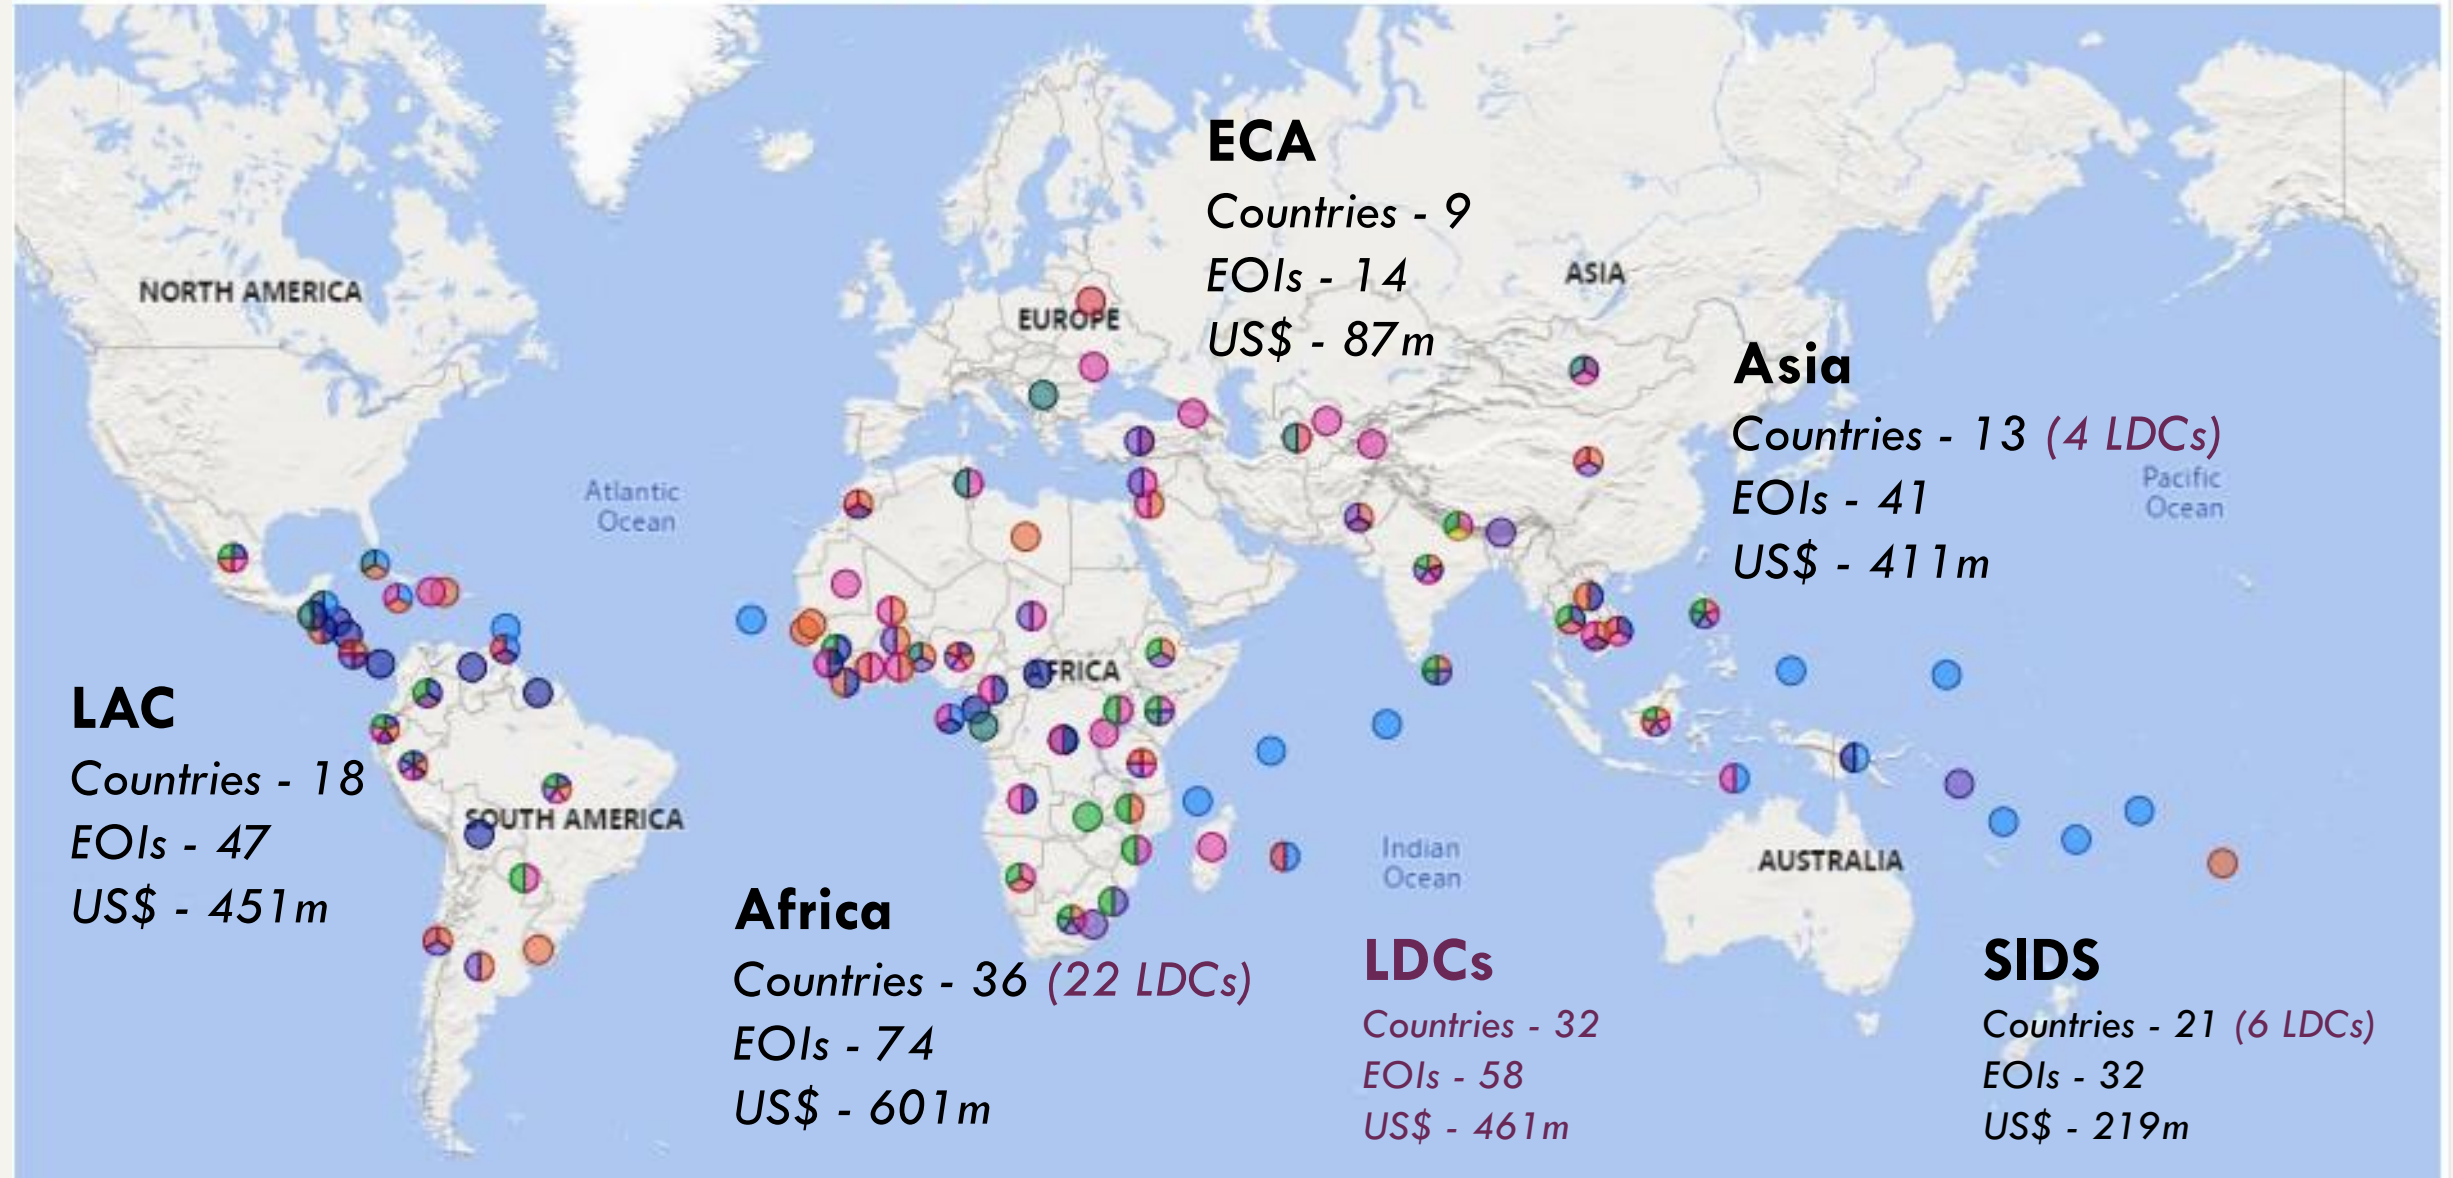 ECA
Countries - 9
EOIs - 14
US$ - 87m
NORTH AMERICA
EUROPE
ASIA
Asia
Countries - 13 (4 LDCs)
EOIs - 41
US$ - 411m
Atlantic
Ocean
Pacific
Ocean
AFRICA
LAC
Countries - 18
EOIs - 47
US$ - 451m
SOUTH AMERICA
Indian
Ocean
AUSTRALIA
Africa
Countries - 36 (22 LDCs)
EOIs - 74
US$ - 601m
LDCs
Countries - 32
EOIs - 58
US$ - 461m
SIDS
Countries - 21 (6 LDCs)
EOIs - 32
US$ - 219m